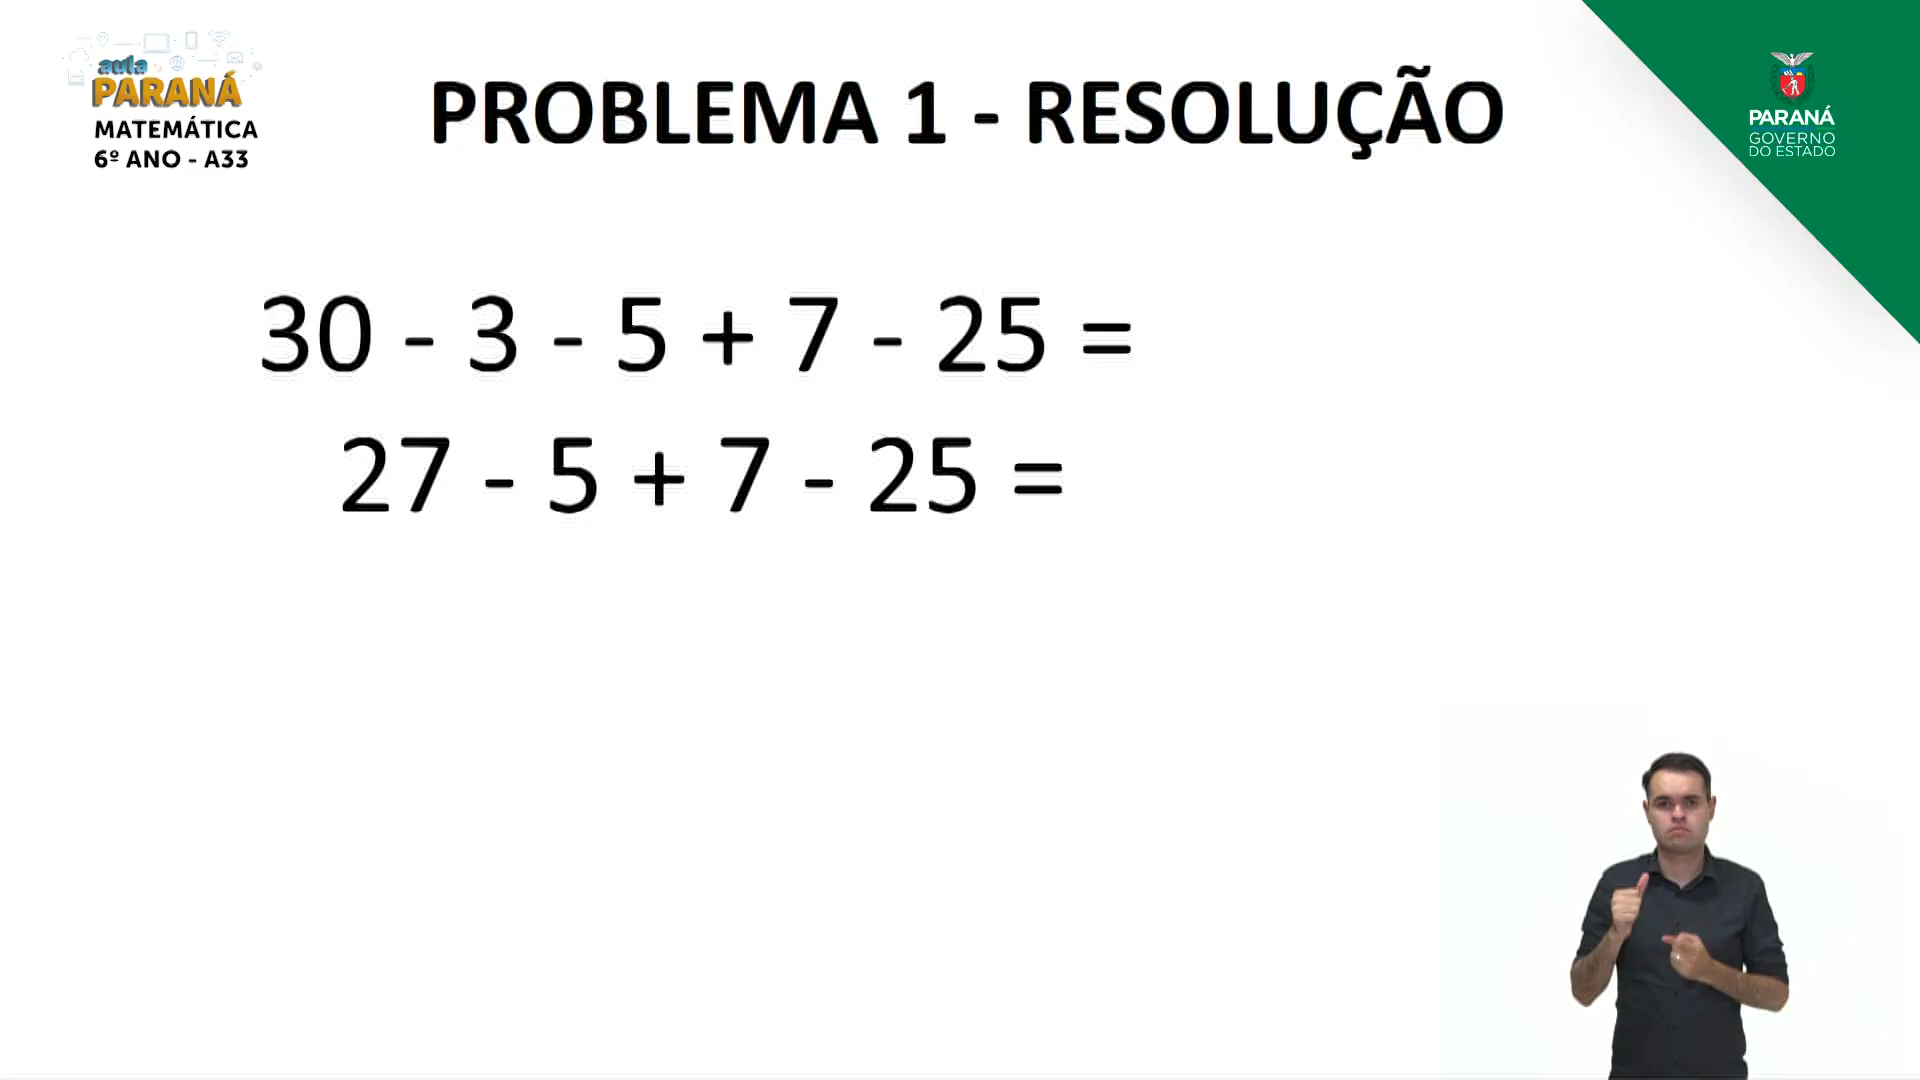 aula
PARANÁ
MATEMÁTICA
6º ANO - A33
PROBLEMA 1 - RESOLUÇÃO
PARANÁ
GOVERNO
DO ESTADO
30 - 3 - 5 + 7 - 25 =
27 - 5 + 7 - 25 =